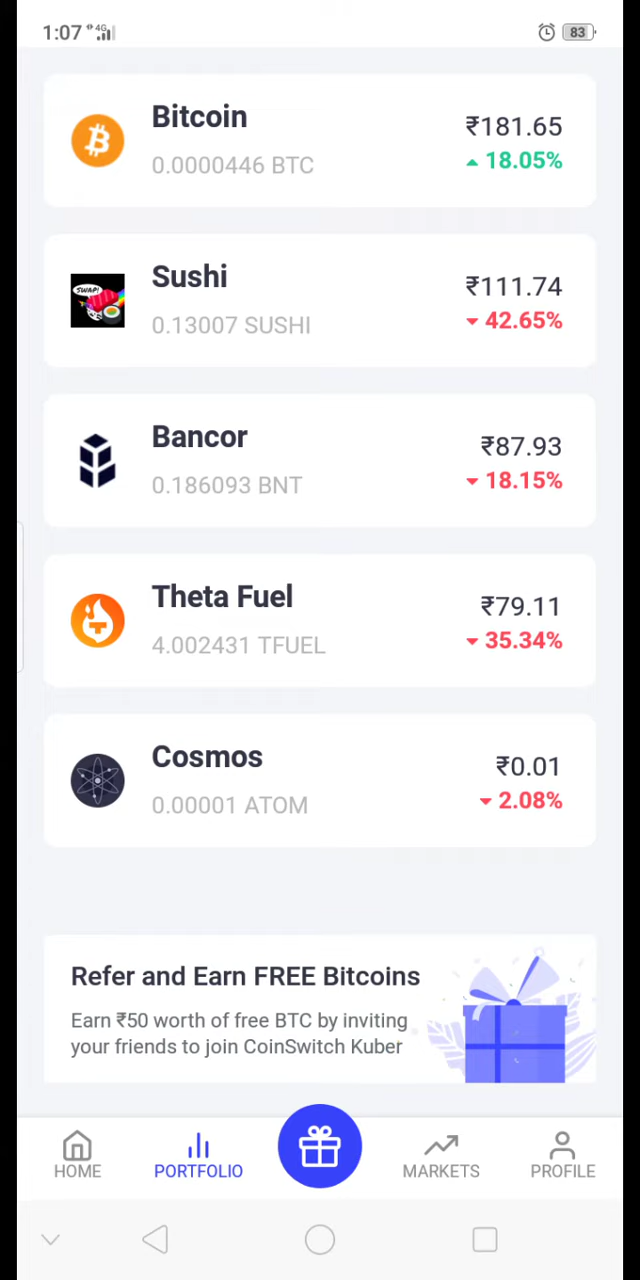 1:07 4G 83
Bitcoin
₹181.65
0.0000446 BTC
18.05%
SWAP!
Sushi
₹111.74
0.13007 SUSHI
42.65%
Bancor
₹87.93
0.186093 BNT
18.15%
Theta Fuel
₹79.11
4.002431 TFUEL
35.34%
Cosmos
₹0.01
0.00001 ATOM
2.08%
Refer and Earn FREE Bitcoins
Earn ₹50 worth of free BTC by inviting
your friends to join CoinSwitch Kuber
HOME PORTFOLIO MARKETS PROFILE